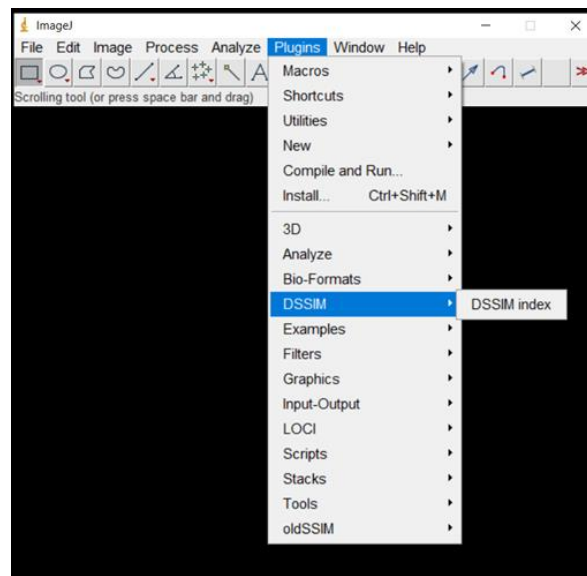 ImageJ
File Edit Image Process Analyze Plugins Window Help
A
Scrolling tool (or press space bar and drag)
Macros
Shortcuts
Utilities
New
Compile and Run...
Install... Ctrl+Shift+M
3D
Analyze
Bio-Formats
DSSIM
DSSIM index
Examples
Filters
Graphics
Input-Output
LOCI
Scripts
Stacks
Tools
oldSSIM